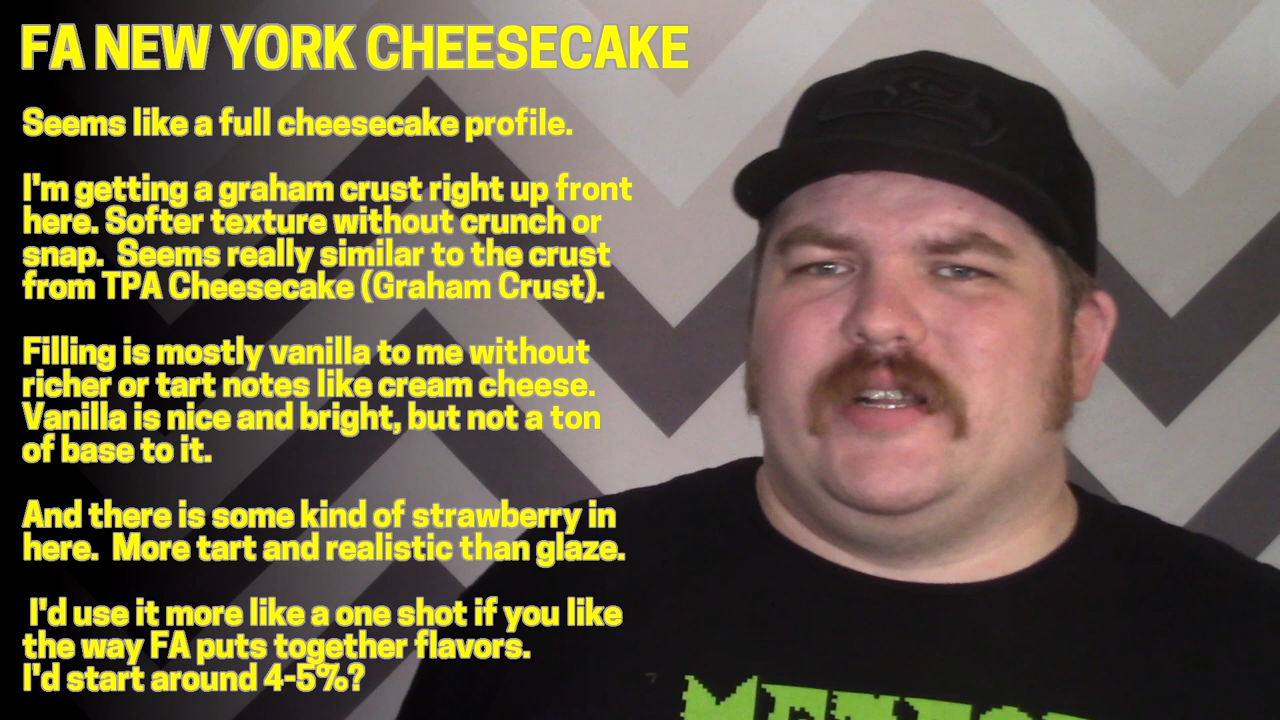 FA NEW YORK CHEESECAKE
Seems like a full cheesecake profile.
I'm getting a graham crust right up front
here. Softer texture without crunch or
snap.  Seems really similar to the crust
from TPA Cheesecake (Graham Crust).
Filling is mostly vanilla to me without
richer or tart notes like cream cheese.
Vanilla is nice and bright, but not a ton
of base to it.
And there is some kind of strawberry in
here.  More tart and realistic than glaze.
I'd use it more like a one shot if you like
the way FA puts together flavors.
I'd start around 4-5%?